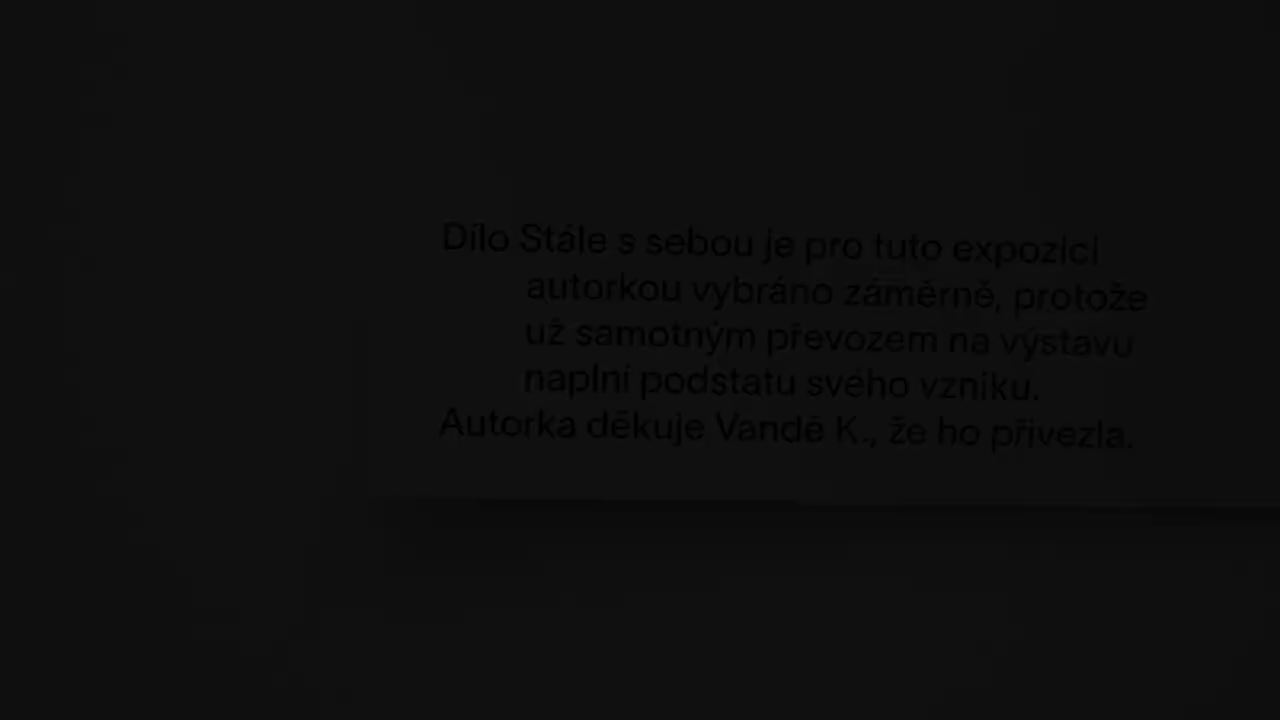 Dílo Stále s sebou je pro tuto expozici
autorkou vybráno záměrně, protože
už samotným převozem na výstavu
naplní podstatu svého vzniku.
Autorka děkuje Vandě K., že ho přivezla.